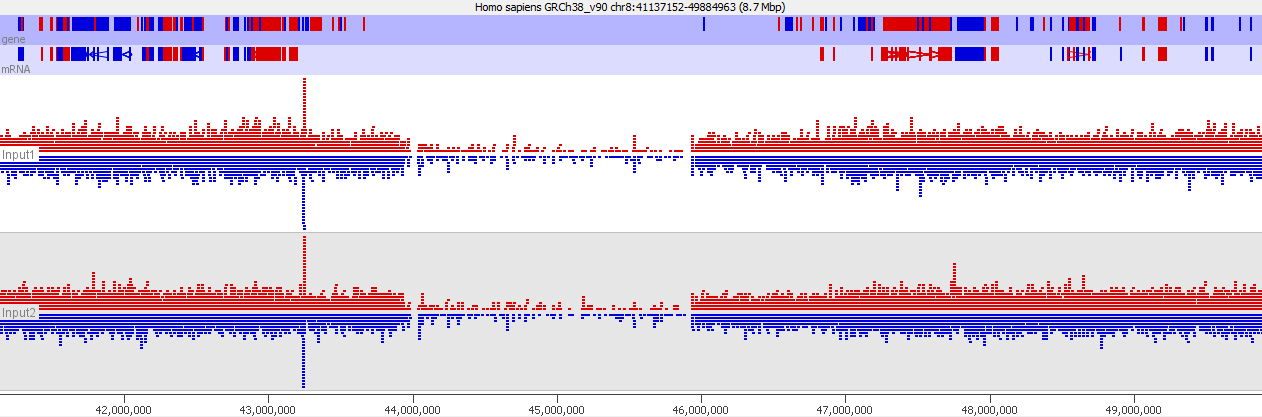 Homo sapiens GRCh38_v90 chr8:41137152-49884963 (8.7 Mbp)
gene
mRNA
Input1
Input2
42,000,000 43,000,000 44,000,000 45,000,000 46,000,000 47,000,000 48,000,000 49,000,000